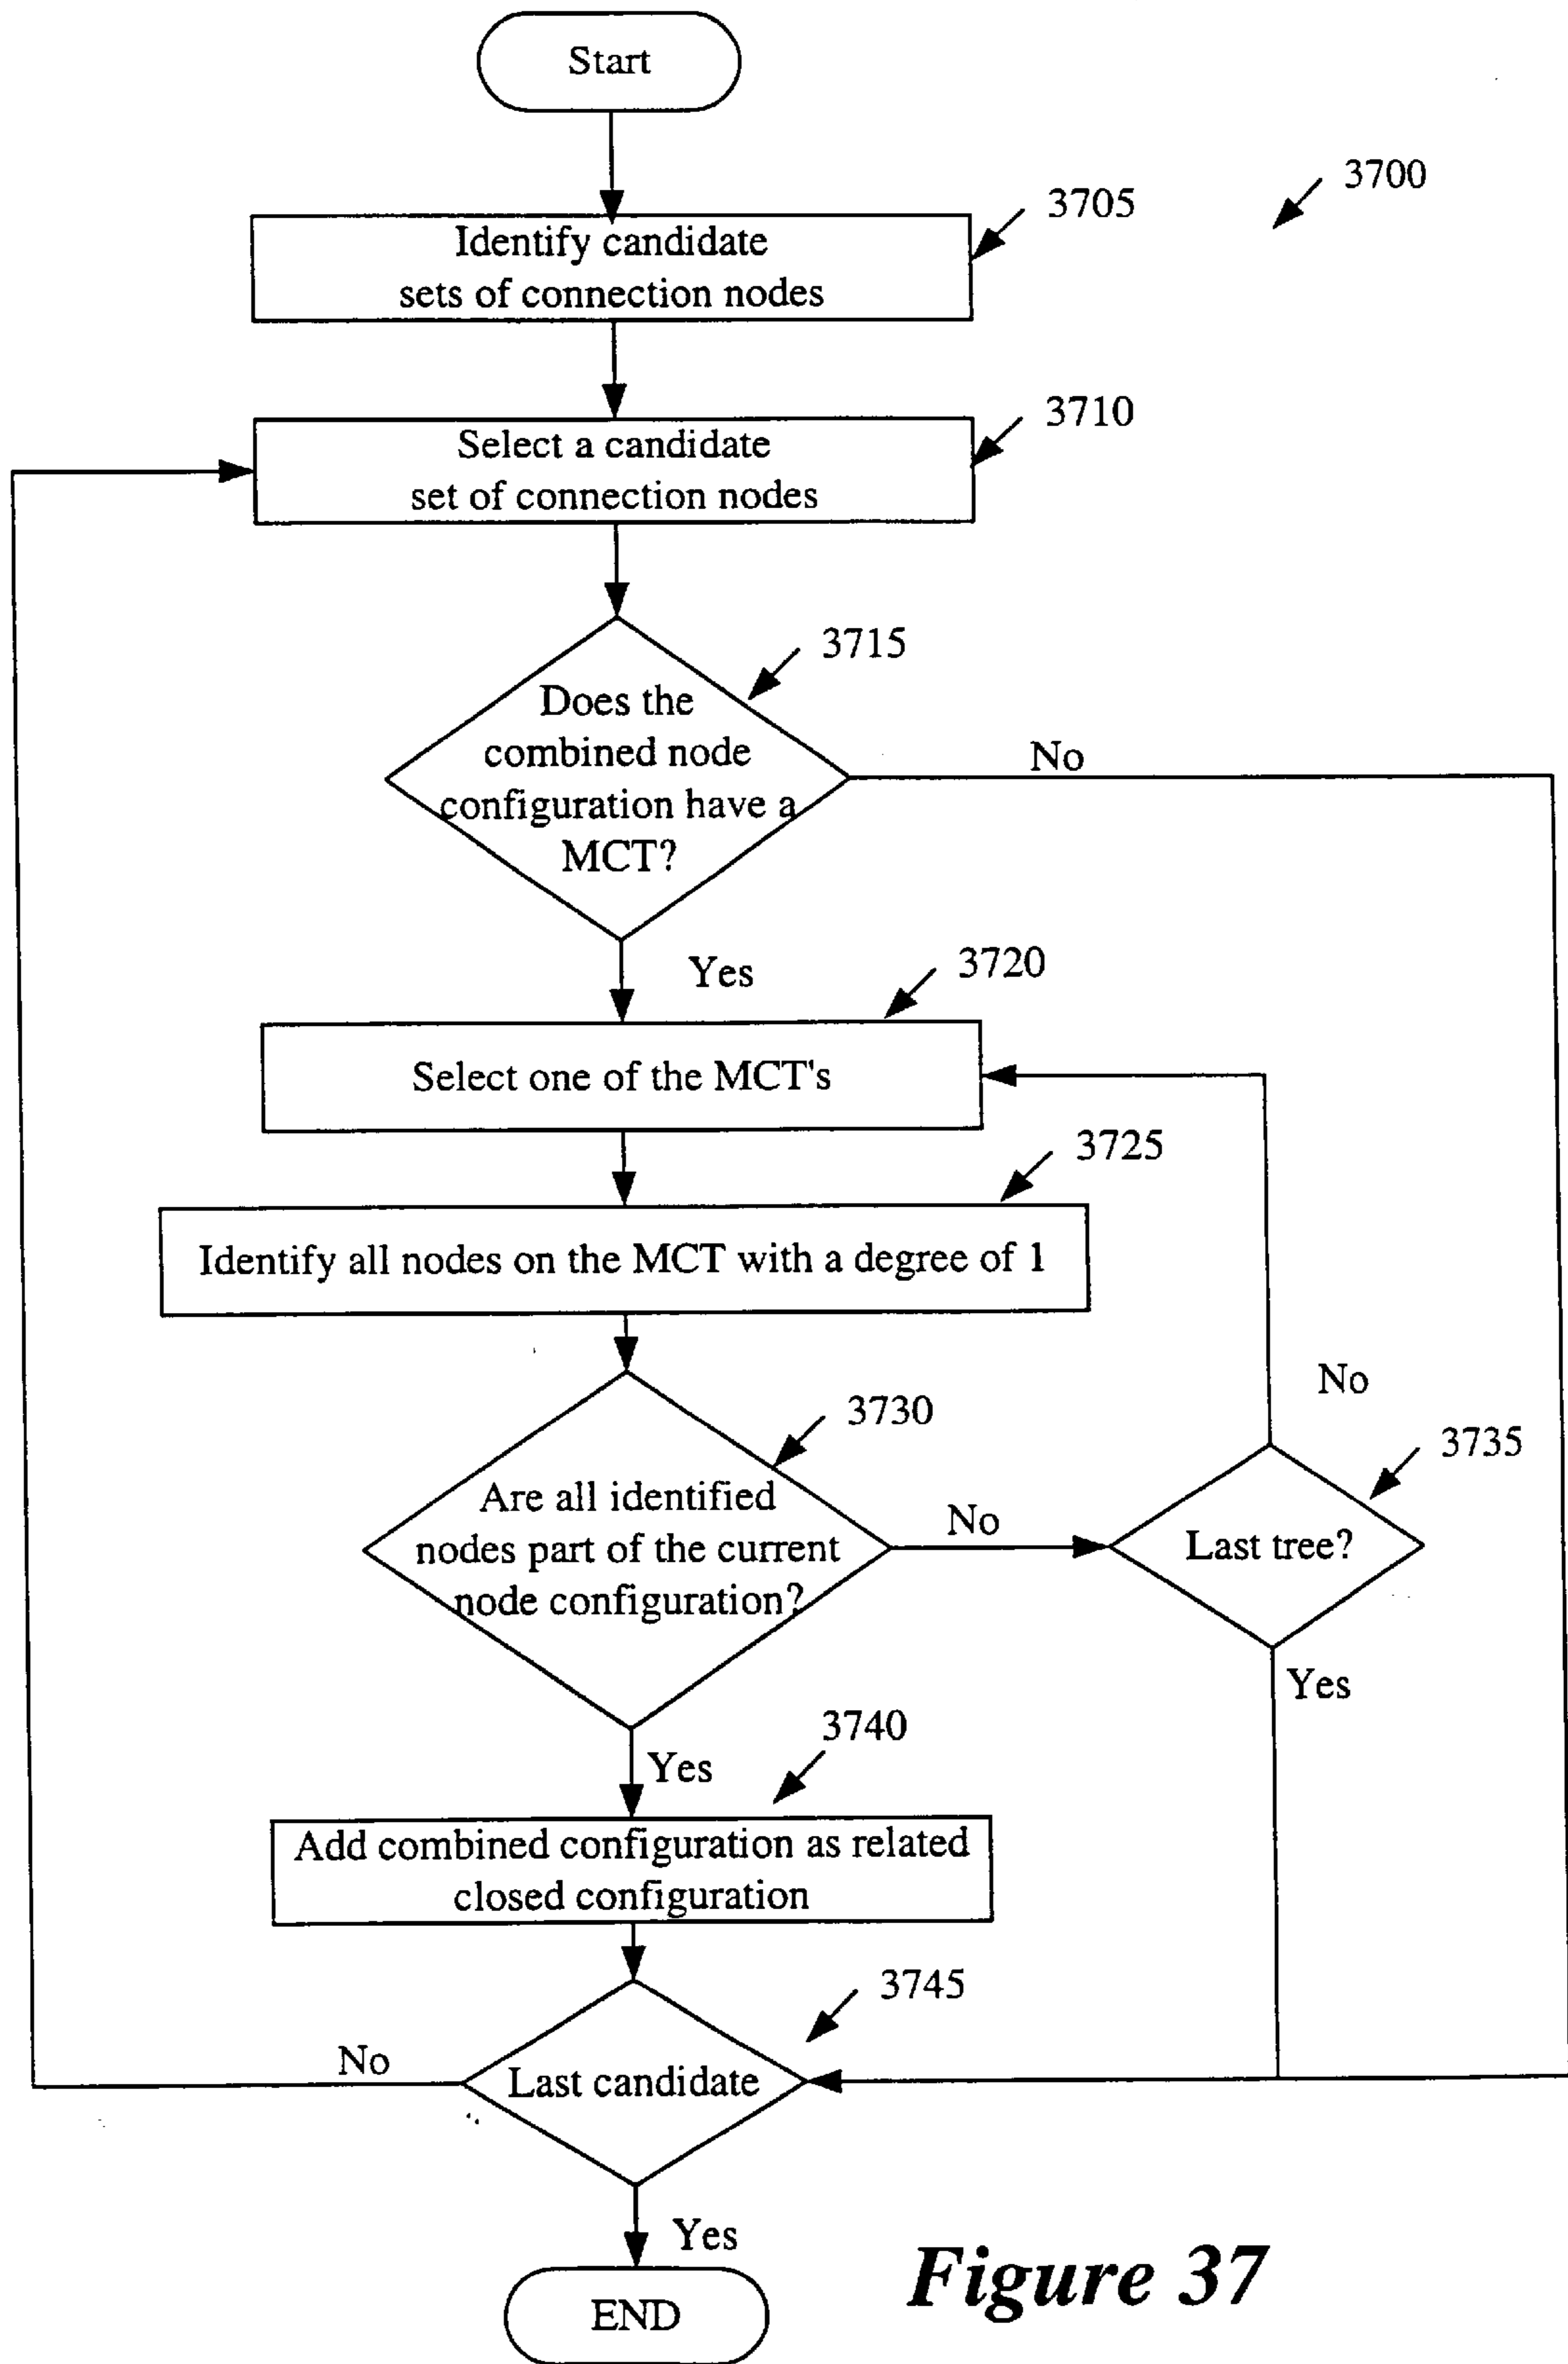 Start
3700
3705
Identify candidate
sets of connection nodes
3710
Select a candidate
set of connection nodes
3715
Does the
combined node
configuration have a
MCT?
No
Yes
3720
Select one of the MCT's
3725
Identify all nodes on the MCT with a degree of 1
No
3730
3735
Are all identified
nodes part of the current
node configuration?
No
Last tree?
Yes
3740
Yes
Add combined configuration as related
closed configuration
3745
No
Last candidate
Yes
END
Figure 37